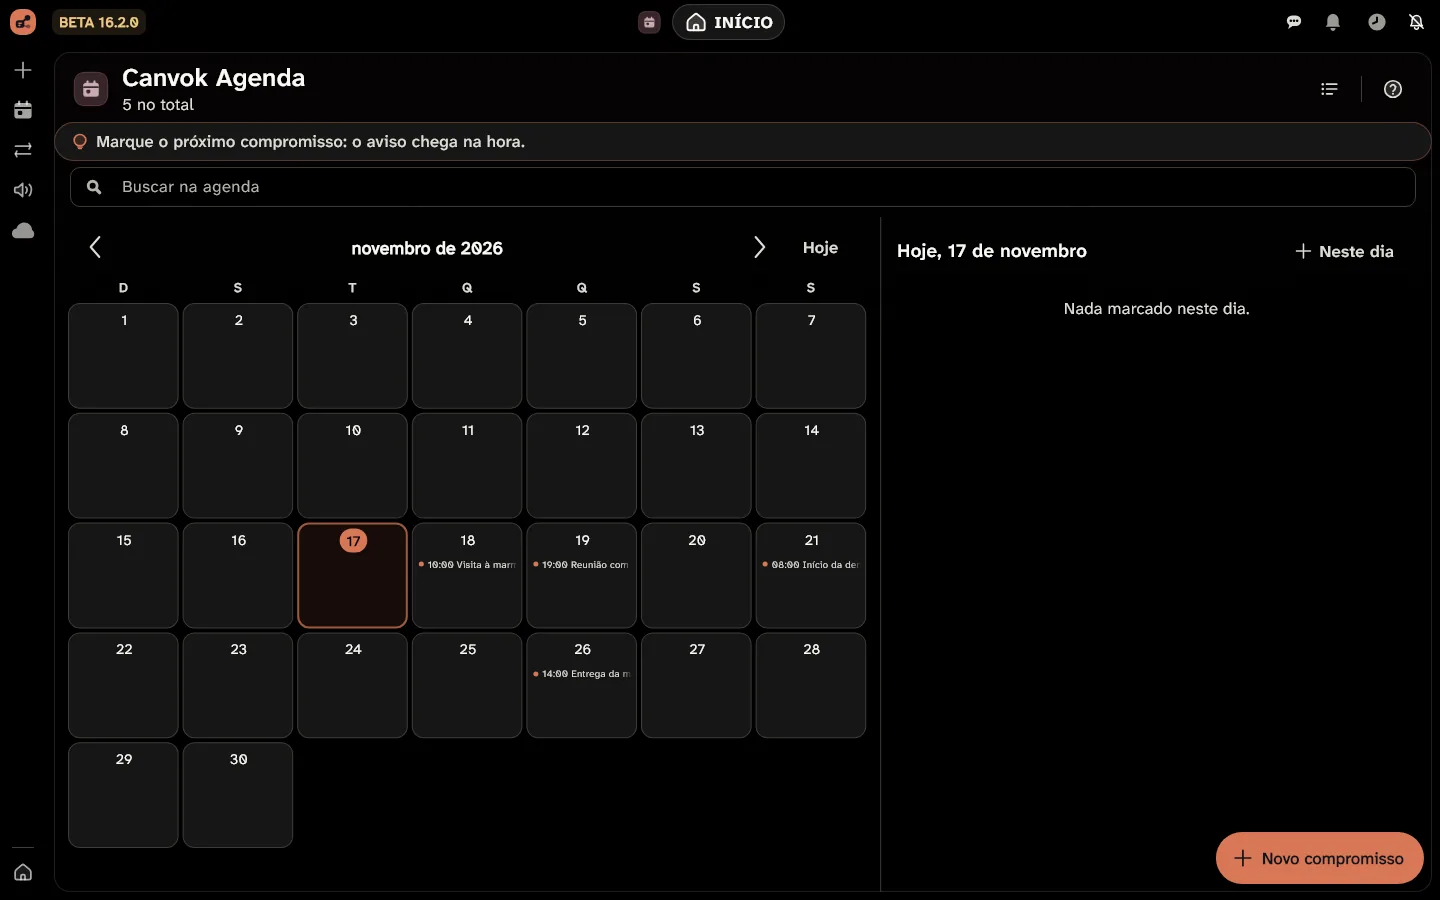 BETA 16.2.0
INÍCIO
Canvok Agenda
5 no total
Marque o próximo compromisso: o aviso chega na hora.
Buscar na agenda
novembro de 2026
Hoje
D S T Q Q S S
1 2 3 4 5 6 7
8 9 10 11 12 13 14
15 16 17 18 19 20 21
10:00 Visita à
19:00 Reunião com
08:00 Início da
22 23 24 25 26 27 28
14:00 Entrega da
29 30
Hoje, 17 de novembro
Neste dia
Nada marcado neste dia.
Novo compromisso